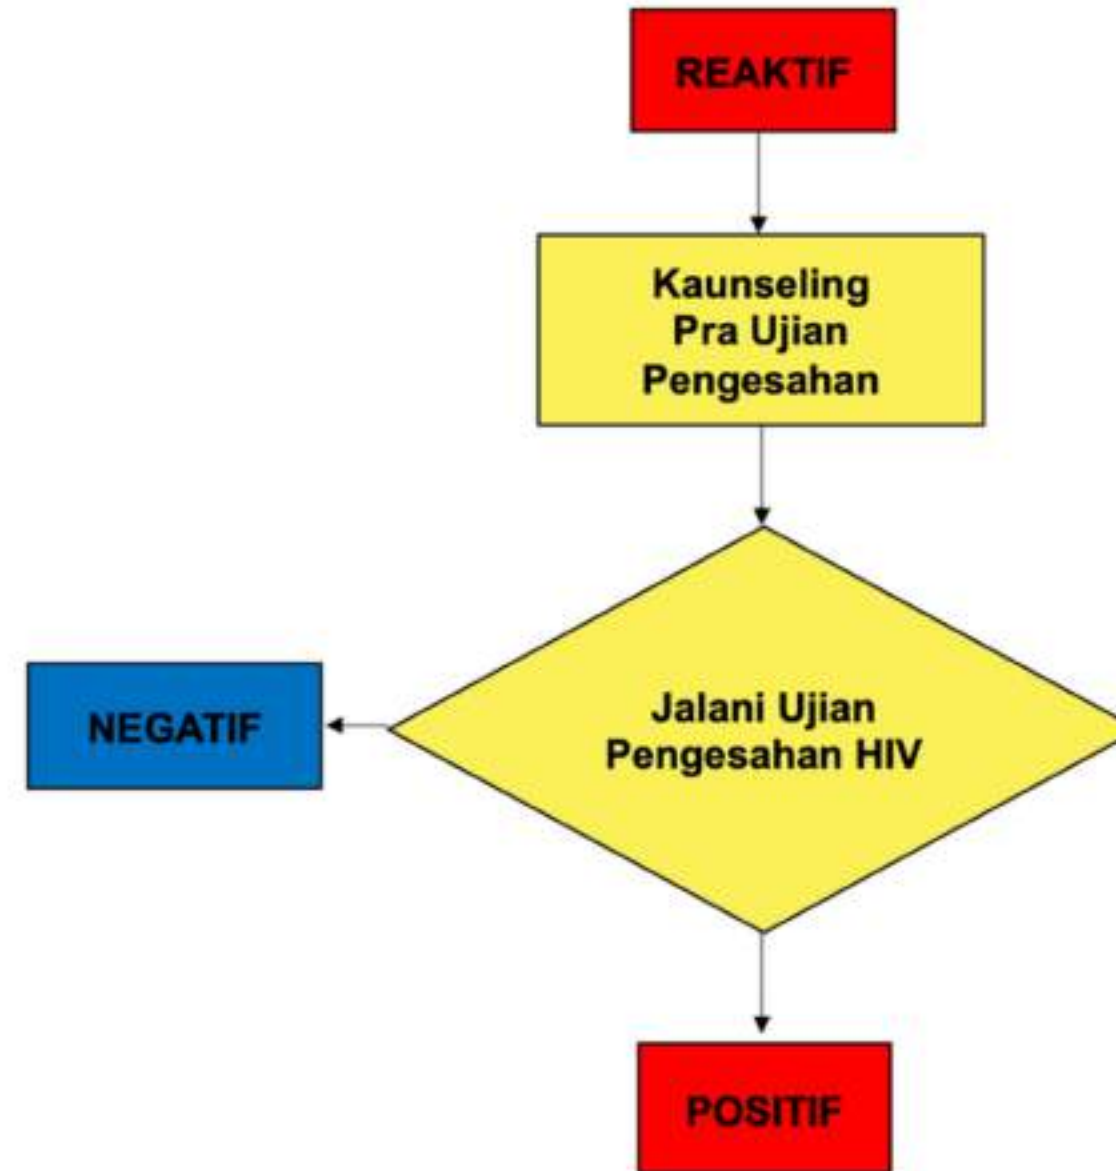 REAKTIF
Kaunseling
Pra Ujian
Pengesahan
Jalani Ujian
Pengesahan HIV
NEGATIF
POSITIF